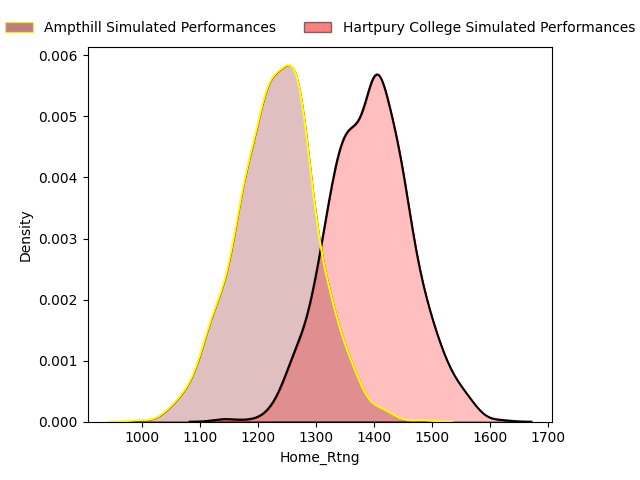 Ampthill Simulated Performances Hartpury College Simulated Performances
0.006
0.005
0.004
0.003
0.002
0.001
0.000
Density
1000 1100 1200 1300 1400 1500 1600 1700
Home_Rtng